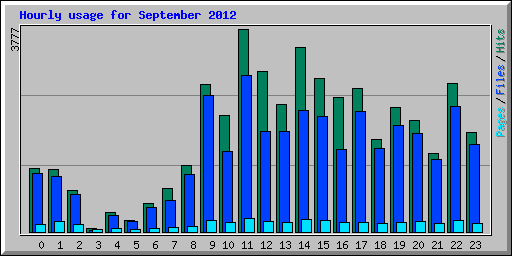 Hourly usage for September 2012
3777
Pages/Files/Hits
0 1 2 3 4 5 6 7 8 9 10 11 12 13 14 15 16 17 18 19 20 21 22 23